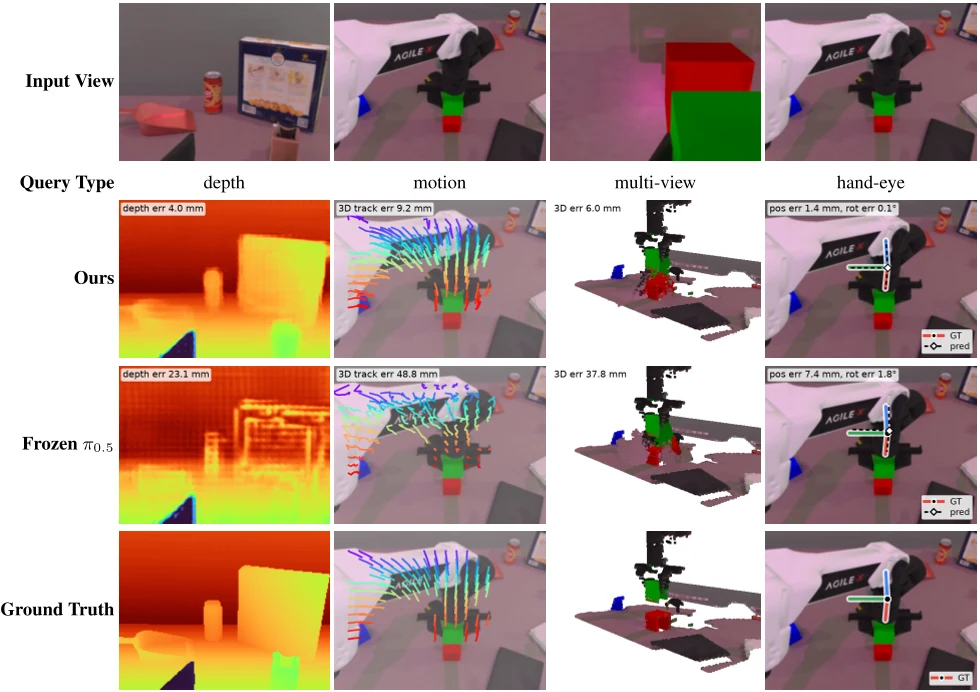 Input View
AGILE X
AGILE X
Query Type
depth
motion
multi-view
hand-eye
depth err 4.0 mm
3D track err 9.2 mm
3D err 6.0 mm
pos err 1.4 mm, rot err 0.1°
Ours
AGILE X
GT
pred
depth err 23.1 mm
3D track err 48.8 mm
3D err 37.8 mm
pos err 7.4 mm, rot err 1.8°
Frozen π0.5
AGILE X
GT
pred
Ground Truth
AGILE X
GT